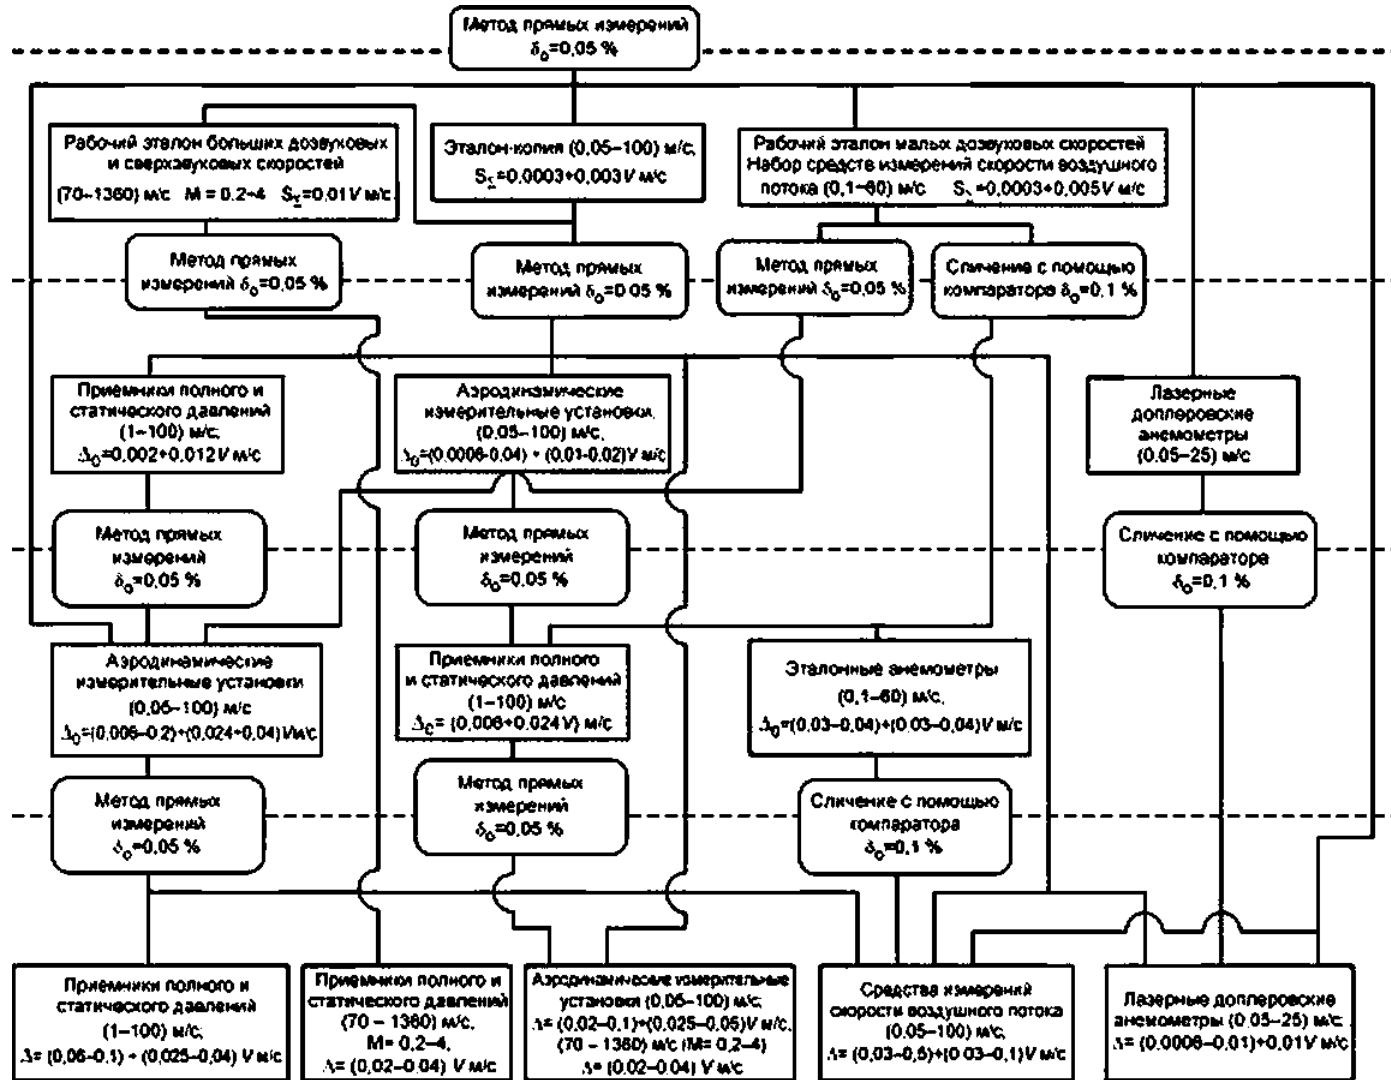 Метод прямых измерений
δ₀=0,05 %
Рабочий эталон больших дозвуковых
и сверхзвуковых скоростей
(70–1360) м/с М = 0.2–4 S_Σ=0,01V м/с
Эталон-копия (0,05–100) м/с,
S_Σ=0,0003+0,003V м/с
Рабочий эталон малых дозвуковых скоростей
Набор средств измерений скорости воздушного
потока (0,1–60) м/с S_Σ=0,0003+0,005V м/с
Метод прямых
измерений δ₀=0,05 %
Метод прямых
измерений δ₀=0.05 %
Метод прямых
измерений δ₀=0,05 %
Сличение с помощью
компаратора δ₀=0,1 %
Приемники полного и
статического давлений
(1–100) м/с,
Δ₀=0,002+0,012V м/с
Аэродинамические
измерительные установки,
(0,05–100) м/с,
Δ₀=(0,0006-0,04) + (0,01-0,02)V м/с
Лазерные
допплеровские
анемометры
(0.05–25) м/с
Метод прямых
измерений
δ₀=0,05 %
Метод прямых
измерений
δ₀=0,05 %
Сличение с помощью
компаратора
δ₀=0,1 %
Аэродинамические
измерительные установки
(0,05–100) м/с
Δ₀=(0,006–0,2)+(0,024+0,04)Vм/с
Приемники полного
и статического давлений
(1–100) м/с
Δ₀= (0,006+0.024V) м/с
Эталонные анемометры
(0,1–60) м/с,
Δ₀=(0,03–0,04)+(0,03–0,04)V м/с
Метод прямых
измерений
δ₀=0,05 %
Метод прямых
измерений
δ₀=0,05 %
Сличение с помощью
компаратора
δ₀=0,1 %
Приемники полного и
статического давлений
(1–100) м/с,
Δ= (0,06–0,1) + (0,025–0,04) V м/с
Приемники полного и
статического давлений
(70 – 1360) м/с,
М= 0,2–4,
Δ= (0,02–0.04) V м/с
Аэродинамические измерительные
установки (0,05–100) м/с,
Δ=(0,02–0,1)+(0,025–0,05)V м/с,
(70 – 1360) м/с (М= 0,2–4)
Δ= (0,02–0.04) V м/с
Средства измерений
скорости воздушного потока
(0.05–100) м/с,
Δ= (0,03–0,5)+(0.03–0,1)V м/с
Лазерные допплеровские
анемометры (0,05–25) м/с
Δ= (0.0006–0,01)+0,01V м/с